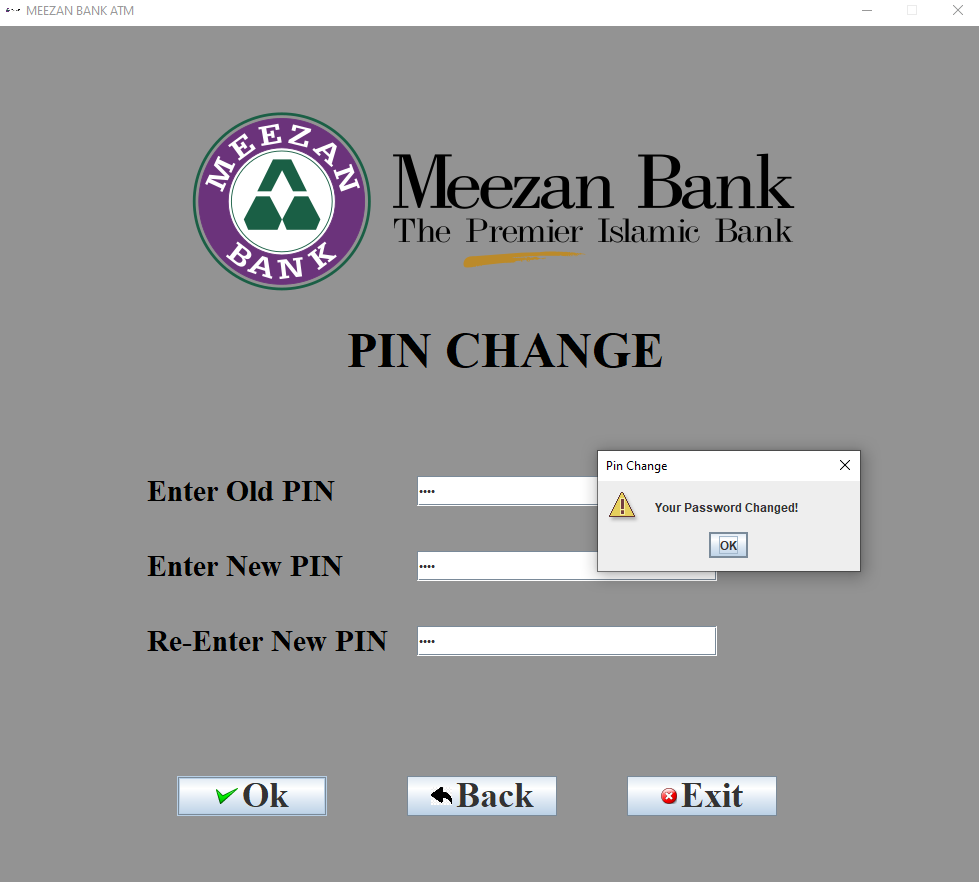 MEEZAN BANK ATM
MEEZAN
BANK
Meezan Bank
The Premier Islamic Bank
PIN CHANGE
Enter Old PIN
••••
Pin Change
Your Password Changed!
OK
Enter New PIN
••••
Re-Enter New PIN
••••
Ok
Back
Exit